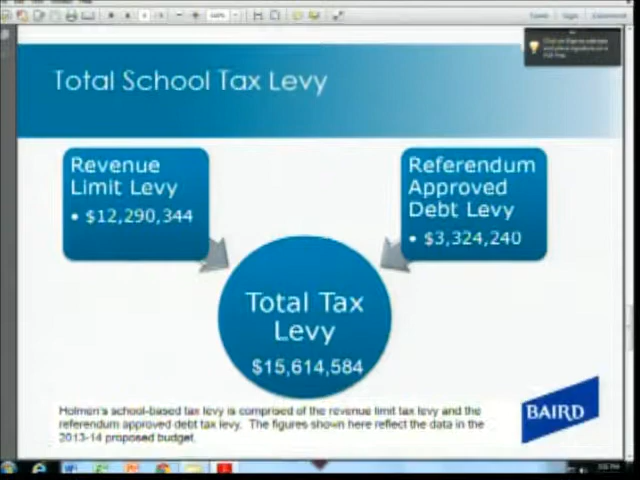 Total School Tax Levy
Revenue
Limit Levy
• $12,290,344
Referendum
Approved
Debt Levy
• $3,324,240
Total Tax
Levy
$15,614,584
Holmen's school-based tax levy is comprised of the revenue limit tax levy and the
referendum approved debt tax levy. The figures shown here reflect the data in the
2013-14 proposed budget.
BAIRD